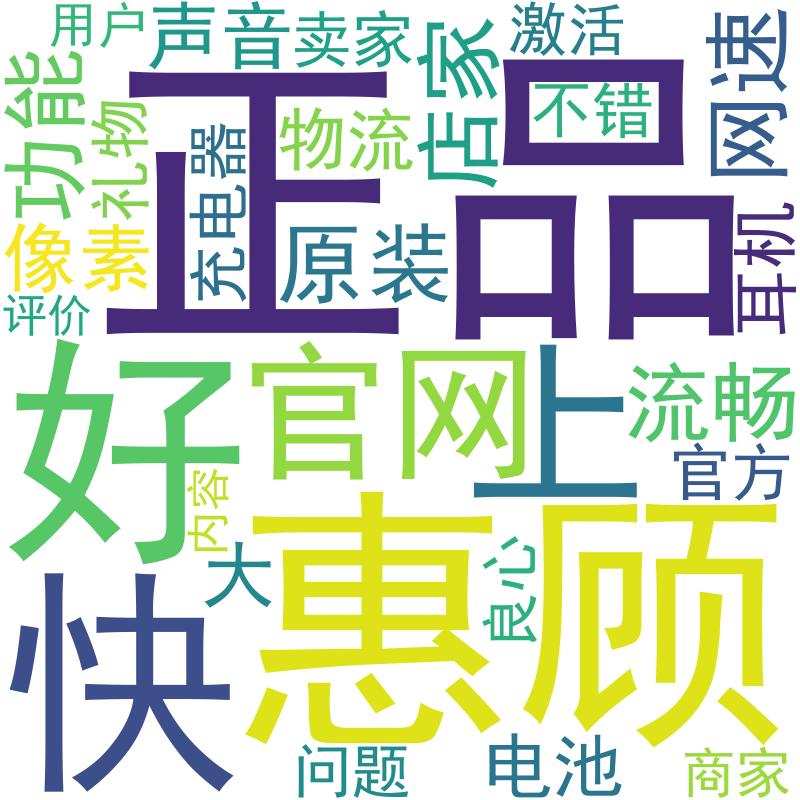 用户
声音
卖家
店家
激活
网速
功能
礼物
正品
充电器
物流
不错
像素
原装
耳机
评价
好
官网
上
流畅
官方
内容
大
惠顾
良心
快
问题
电池
商家